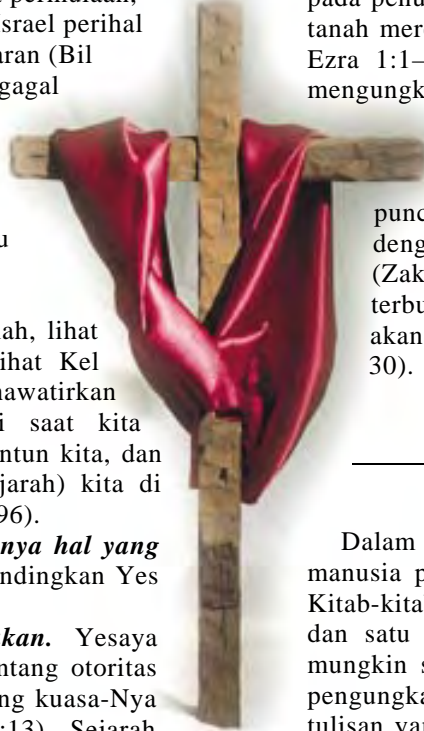 permulaan,
srael perihal
aran (Bil
gagal
u
ah, lihat
ihat Kel
nawatirkan
i saat kita
ntun kita, dan
jarah) kita di
96).
nya hal yang
ndingkan Yes
kan. Yesaya
ntang otoritas
ng kuasa-Nya
:13). Sejarah
pada penu
tanah mer
Ezra 1:1–
mengungk
punc
deng
(Zak
terbu
akan
30).
Dalam
manusia p
Kitab-kitab
dan satu
mungkin s
pengungka
tulisan yan